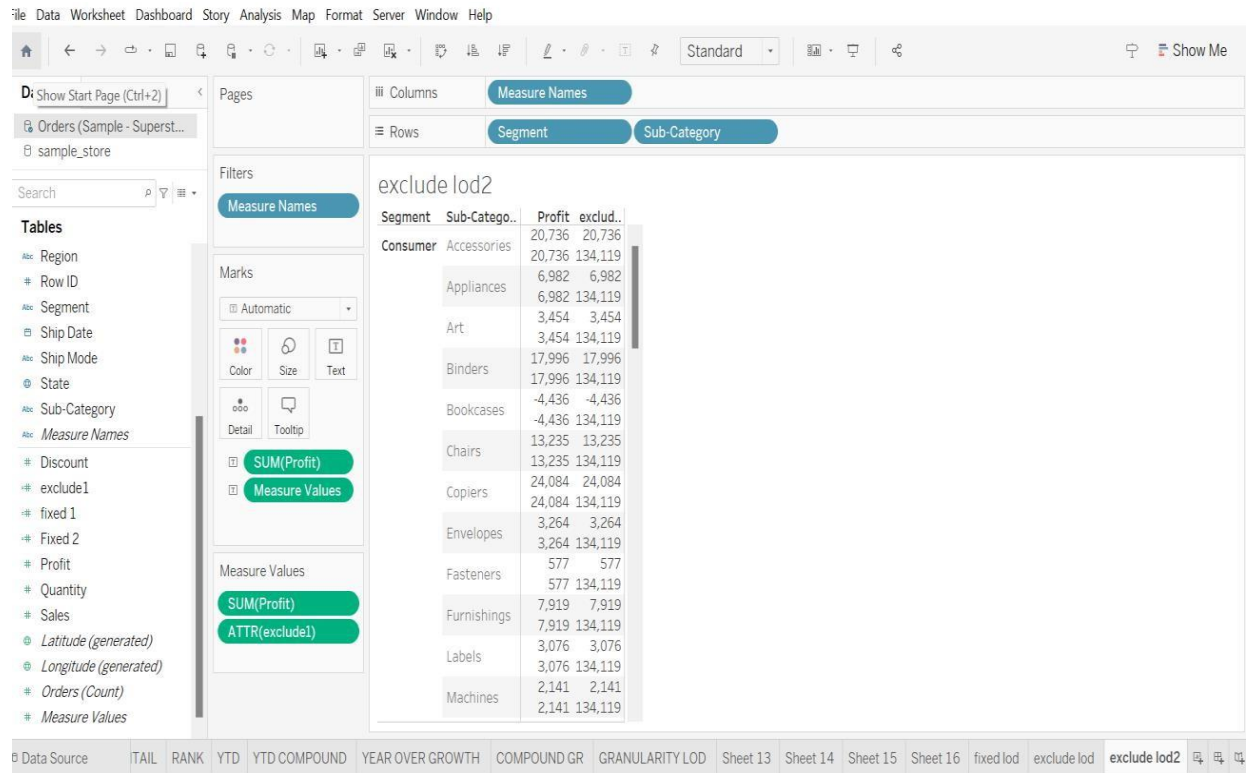 File Data Worksheet Dashboard Story Analysis Map Format Server Window Help
Standard
Show Me
Show Start Page (Ctrl+2)
Pages
iii Columns
Measure Names
Orders (Sample - Superst...
Rows
Segment
Sub-Category
sample_store
Filters
Measure Names
exclude lod2
Search
Segment Sub-Catego.. Profit exclud..
Tables
Consumer Accessories 20,736 20,736
20,736 134,119
Appliances 6,982 6,982
6,982 134,119
Art 3,454 3,454
3,454 134,119
Binders 17,996 17,996
17,996 134,119
Bookcases -4,436 -4,436
-4,436 134,119
Chairs 13,235 13,235
13,235 134,119
Copiers 24,084 24,084
24,084 134,119
Envelopes 3,264 3,264
3,264 134,119
Fasteners 577 577
577 134,119
Furnishings 7,919 7,919
7,919 134,119
Labels 3,076 3,076
3,076 134,119
Machines 2,141 2,141
2,141 134,119
Abc Region
# Row ID
Abc Segment
Ship Date
Abc Ship Mode
State
Abc Sub-Category
Abc Measure Names
# Discount
=# exclude1
=# fixed 1
=# Fixed 2
# Profit
# Quantity
# Sales
Latitude (generated)
Longitude (generated)
# Orders (Count)
# Measure Values
Marks
T Automatic
Color Size Text
Detail Tooltip
T SUM(Profit)
T Measure Values
Measure Values
SUM(Profit)
ATTR(exclude1)
Data Source TAIL RANK YTD YTD COMPOUND YEAR OVER GROWTH COMPOUND GR GRANULARITY LOD Sheet 13 Sheet 14 Sheet 15 Sheet 16 fixed lod exclude lod exclude lod2